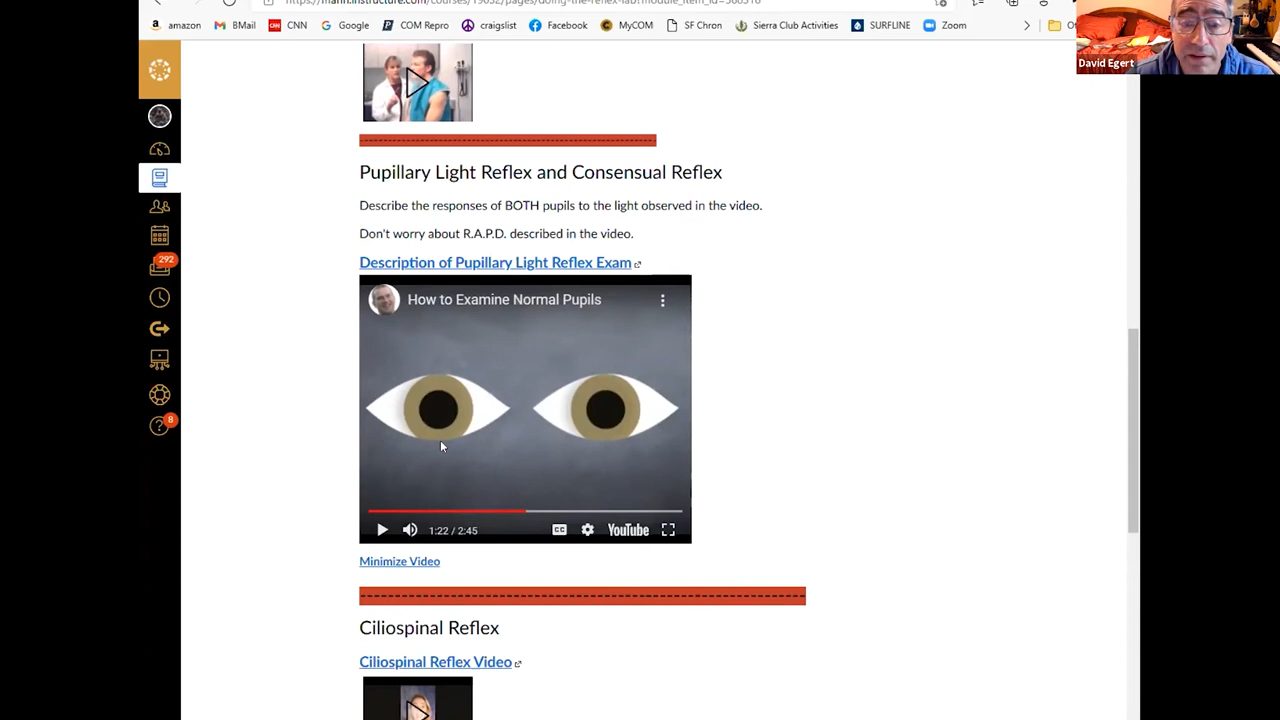 amazon BMail CNN Google COM Repro craigslist Facebook MyCOM SF Chron Sierra Club Activities SURFLINE Zoom
David Egert
Pupillary Light Reflex and Consensual Reflex
Describe the responses of BOTH pupils to the light observed in the video.
Don't worry about R.A.P.D. described in the video.
292
Description of Pupillary Light Reflex Exam
How to Examine Normal Pupils
8
1:22 / 2:45 CC YouTube
Minimize Video
Ciliospinal Reflex
Ciliospinal Reflex Video